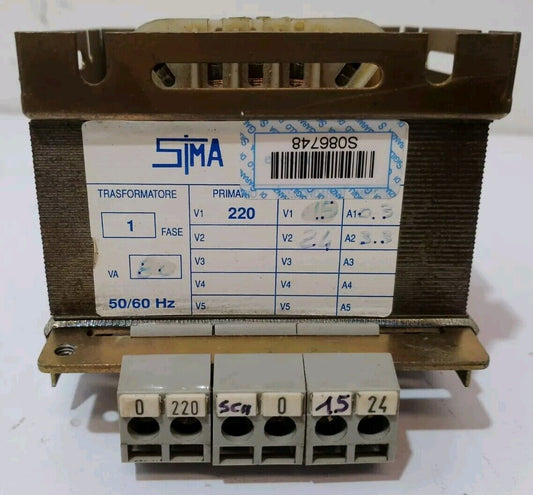 SIMA
S086748
TRASFORMATORE
PRIMA
1 FASE
V1 220
V1 15 A1 0.3
V2
V2 24 A2 3.3
V3
V3
A3
VA
V4
V4
A4
50/60 Hz
V5
V5
A5
0 220 SCH 0 15 24